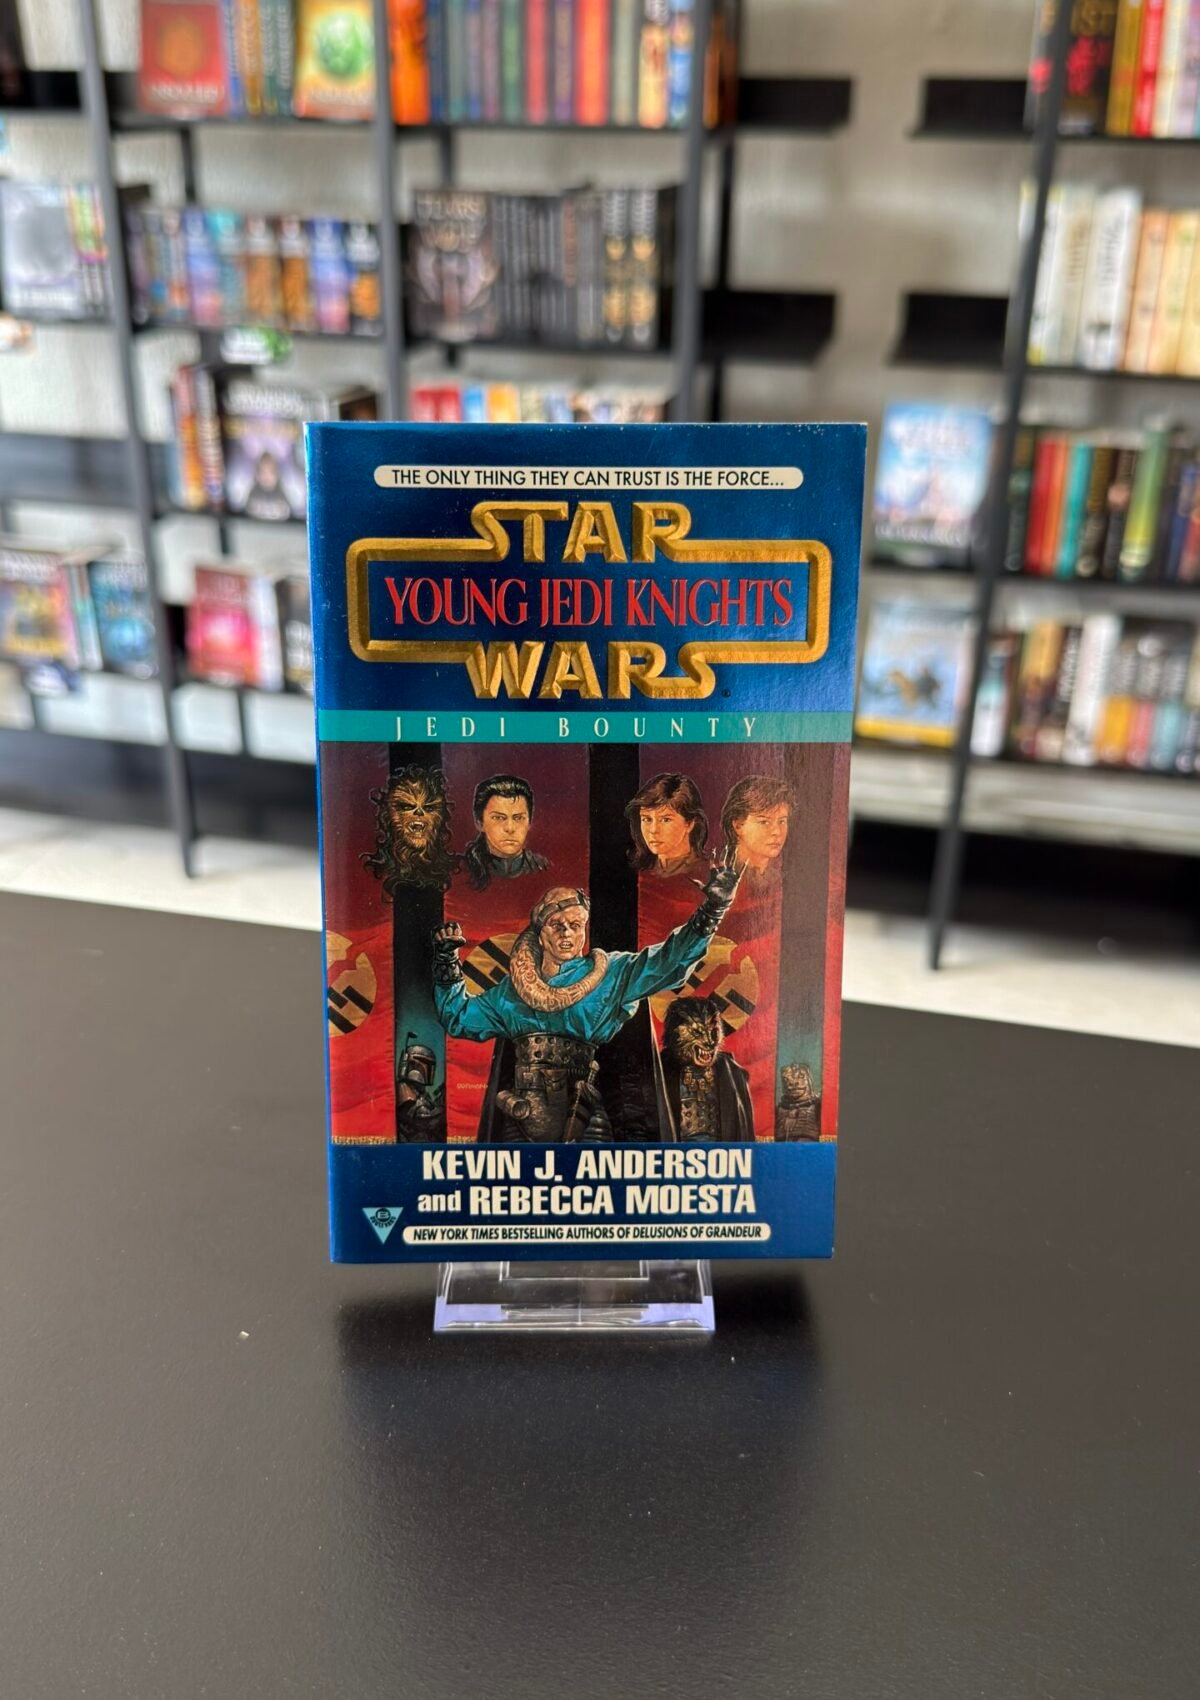 THE ONLY THING THEY CAN TRUST IS THE FORCE...
STAR
YOUNG JEDI KNIGHTS
WARS
JEDI BOUNTY
KEVIN J. ANDERSON
and REBECCA MOESTA
NEW YORK TIMES BESTSELLING AUTHORS OF DELUSIONS OF GRANDEUR